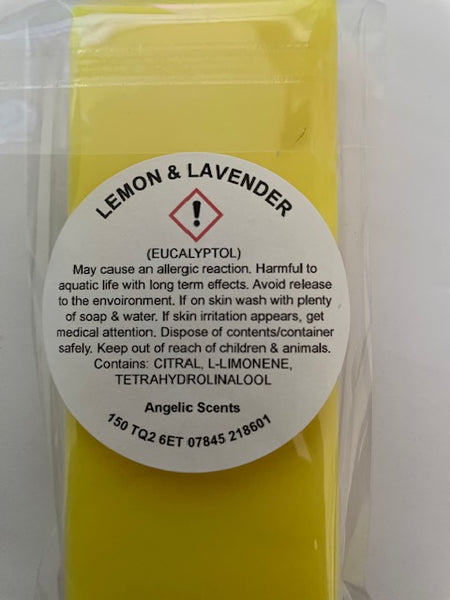 LEMON & LAVENDER
!
(EUCALYPTOL)
May cause an allergic reaction. Harmful to
aquatic life with long term effects. Avoid release
to the envoironment. If on skin wash with plenty
of soap & water. If skin irritation appears, get
medical attention. Dispose of contents/container
safely. Keep out of reach of children & animals.
Contains: CITRAL, L-LIMONENE,
TETRAHYDROLINALOOL
Angelic Scents
150 TQ2 6ET 07845 218601